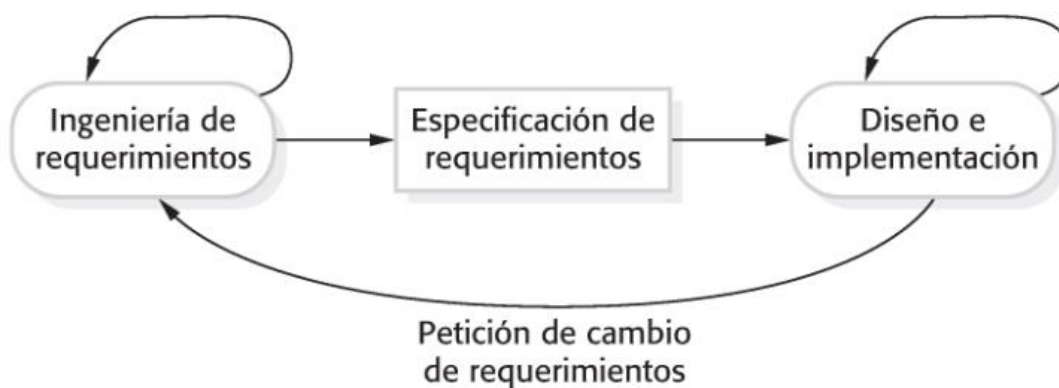 Ingeniería de
requerimientos
Especificación de
requerimientos
Diseño e
implementación
Petición de cambio
de requerimientos